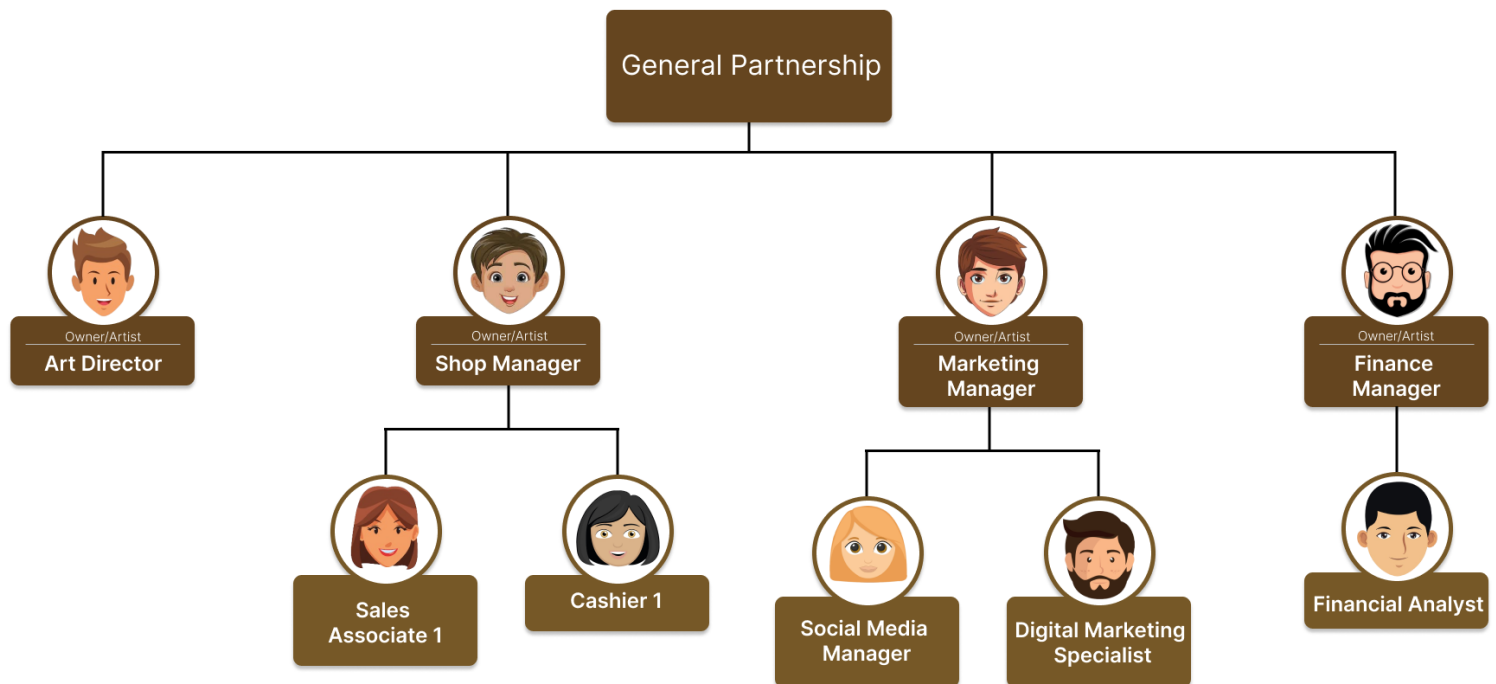 General Partnership
Owner/Artist
Art Director
Owner/Artist
Shop Manager
Owner/Artist
Marketing
Manager
Owner/Artist
Finance
Manager
Sales
Associate 1
Cashier 1
Social Media
Manager
Digital Marketing
Specialist
Financial Analyst